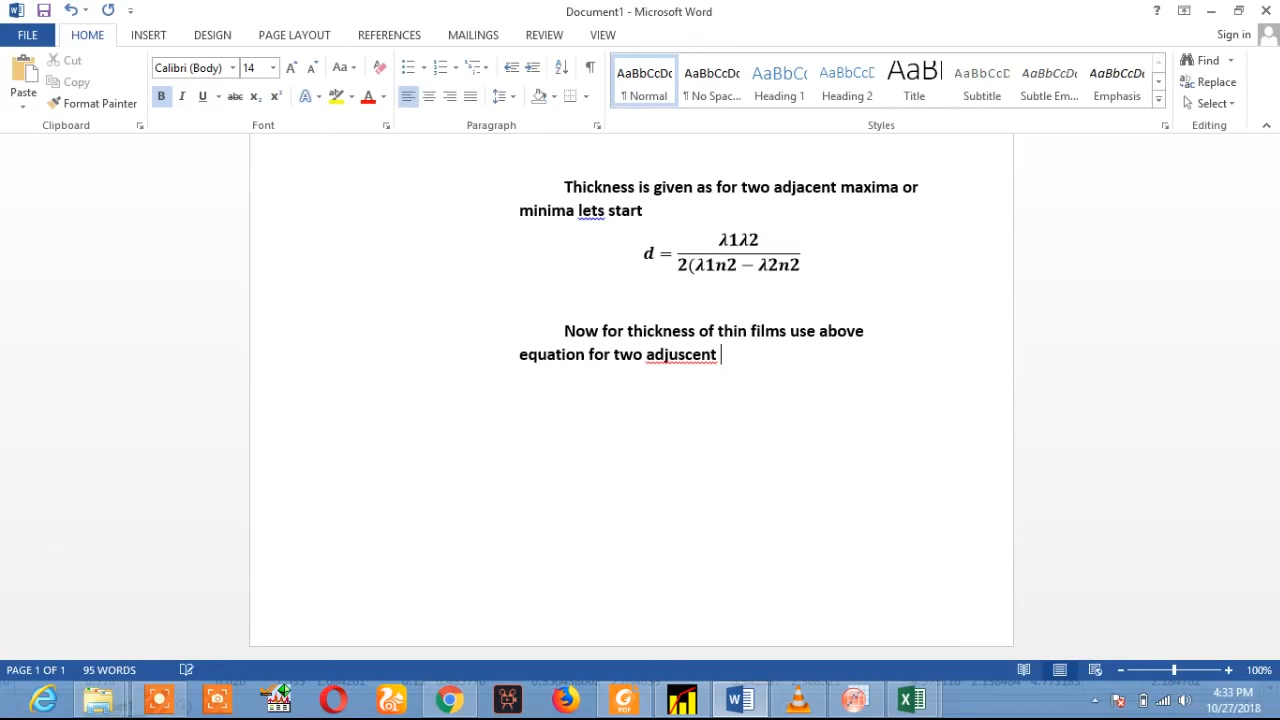 Document1 - Microsoft Word
FILE HOME INSERT DESIGN PAGE LAYOUT REFERENCES MAILINGS REVIEW VIEW Sign in
Paste
Cut
Copy
Format Painter
Clipboard
Calibri (Body) 14
Font
Paragraph
AaBbCcDc AaBbCcDc AaBbCc AaBbCcD AaBl AaBbCcD AaBbCcDc AaBbCcDc
¶ Normal ¶ No Spac... Heading 1 Heading 2 Title Subtitle Subtle Em... Emphasis
Styles
Find
Replace
Select
Editing
Thickness is given as for two adjacent maxima or
minima lets start
d = λ1λ2 / 2(λ1n2 − λ2n2
Now for thickness of thin films use above
equation for two adjuscent
PAGE 1 OF 1 95 WORDS 100%
4:33 PM
10/27/2018